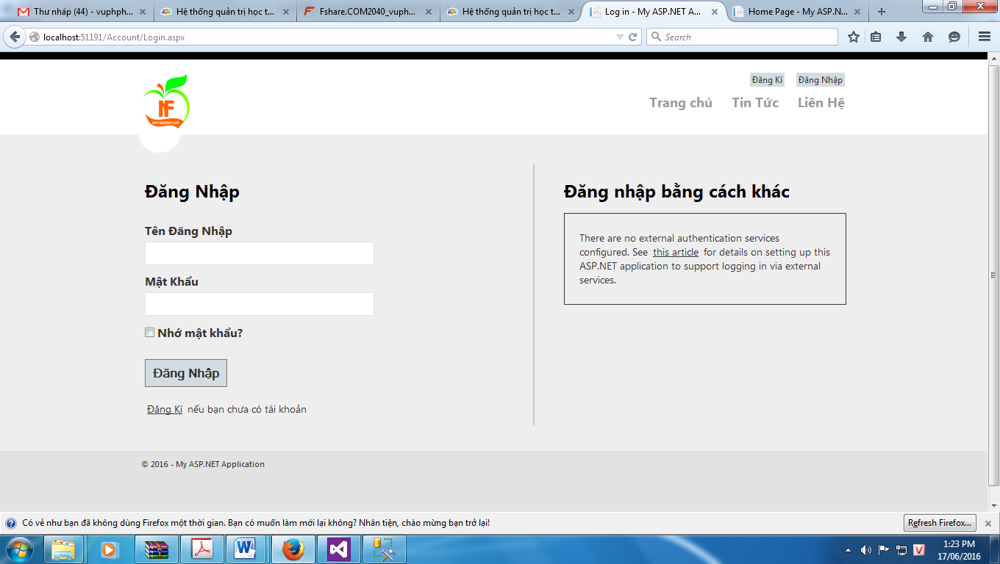 Thư nháp (44) - vuphph...
Hệ thống quản trị học t...
Fshare.COM2040_vuph...
Hệ thống quản trị học t...
Log in - My ASP.NET A...
Home Page - My ASP.N...
localhost:51191/Account/Login.aspx
Search
NF
Đăng Kí Đăng Nhập
Trang chủ Tin Tức Liên Hệ
Đăng Nhập
Tên Đăng Nhập
Mật Khẩu
Nhớ mật khẩu?
Đăng Nhập
Đăng Kí nếu bạn chưa có tài khoản
Đăng nhập bằng cách khác
There are no external authentication services
configured. See this article for details on setting up this
ASP.NET application to support logging in via external
services.
© 2016 - My ASP.NET Application
Có vẻ như bạn đã không dùng Firefox một thời gian. Bạn có muốn làm mới lại không? Nhân tiện, chào mừng bạn trở lại!
Refresh Firefox...
1:23 PM
17/06/2016